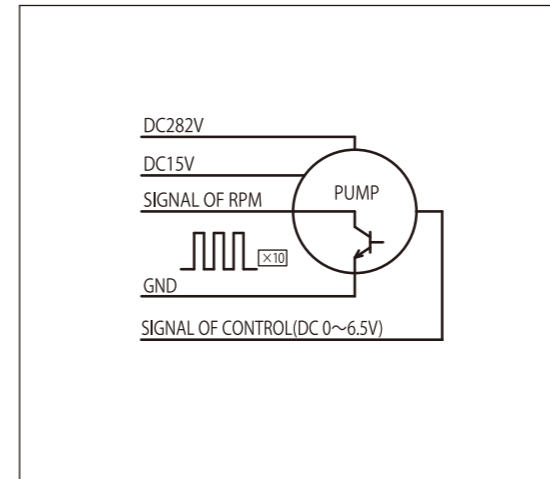 DC282V
DC15V
SIGNAL OF RPM
PUMP
×10
GND
SIGNAL OF CONTROL(DC 0～6.5V)